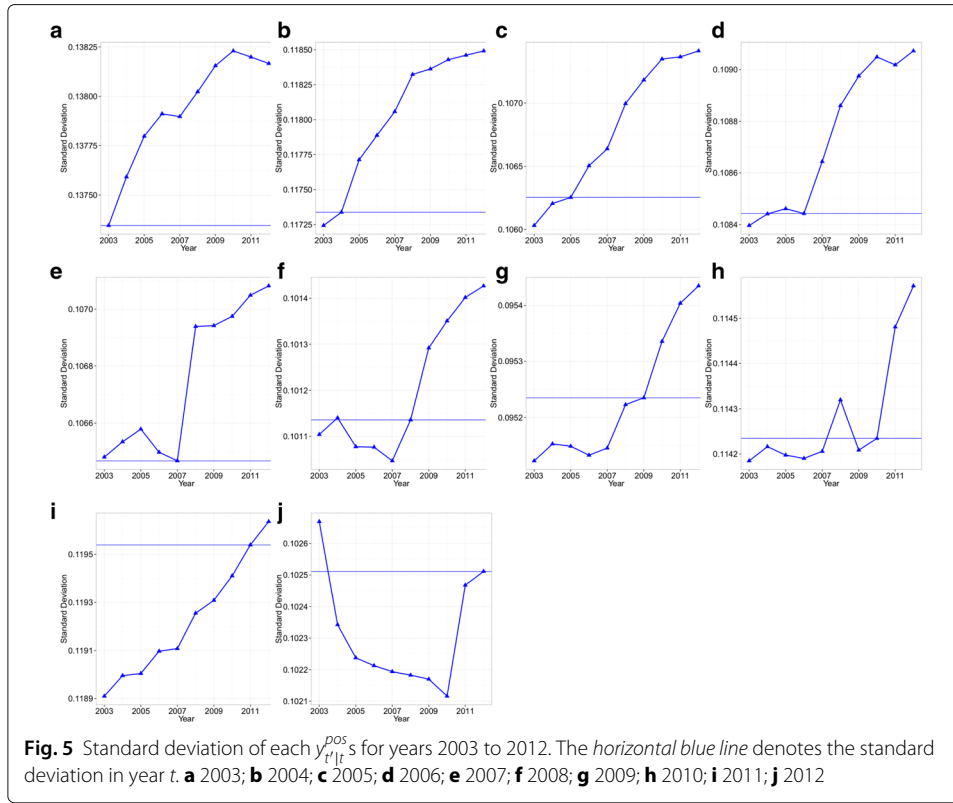 a
b
c
d
0.13825
0.13800
0.13775
0.13750
Standard Deviation
2003 2005 2007 2009 2011
Year
0.11850
0.11825
0.11800
0.11775
0.11750
0.11725
Standard Deviation
2003 2005 2007 2009 2011
Year
0.1070
0.1065
0.1060
Standard Deviation
2003 2005 2007 2009 2011
Year
0.1090
0.1088
0.1086
0.1084
Standard Deviation
2003 2005 2007 2009 2011
Year
e
f
g
h
0.1070
0.1068
0.1066
Standard Deviation
2003 2005 2007 2009 2011
Year
0.1014
0.1013
0.1012
0.1011
Standard Deviation
2003 2005 2007 2009 2011
Year
0.0954
0.0953
0.0952
Standard Deviation
2003 2005 2007 2009 2011
Year
0.1145
0.1144
0.1143
0.1142
Standard Deviation
2003 2005 2007 2009 2011
Year
i
j
0.1195
0.1193
0.1191
0.1189
Standard Deviation
2003 2005 2007 2009 2011
Year
0.1026
0.1025
0.1024
0.1023
0.1022
0.1021
Standard Deviation
2003 2005 2007 2009 2011
Year
Fig. 5 Standard deviation of each y^{pos}_{t'|t}s for years 2003 to 2012. The horizontal blue line denotes the standard
deviation in year t. a 2003; b 2004; c 2005; d 2006; e 2007; f 2008; g 2009; h 2010; i 2011; j 2012